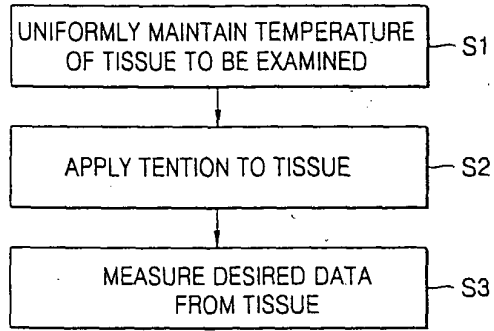 UNIFORMLY MAINTAIN TEMPERATURE
OF TISSUE TO BE EXAMINED
S1
APPLY TENTION TO TISSUE
S2
MEASURE DESIRED DATA
FROM TISSUE
S3